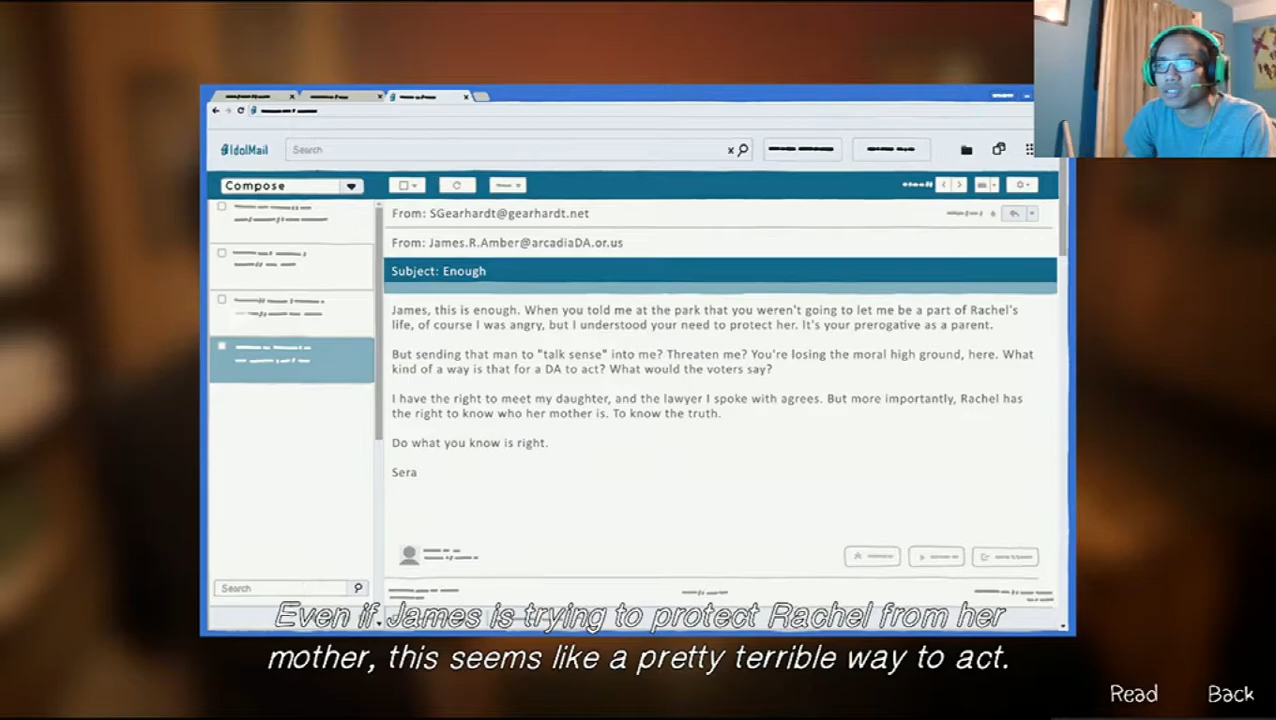 IdolMail
Search
x
Compose
From: SGearhardt@gearhardt.net
From: James.R.Amber@arcadiaDA.or.us
Subject: Enough
James, this is enough. When you told me at the park that you weren't going to let me be a part of Rachel's
life, of course I was angry, but I understood your need to protect her. It's your prerogative as a parent.
But sending that man to "talk sense" into me? Threaten me? You're losing the moral high ground, here. What
kind of a way is that for a DA to act? What would the voters say?
I have the right to meet my daughter, and the lawyer I spoke with agrees. But more importantly, Rachel has
the right to know who her mother is. To know the truth.
Do what you know is right.
Sera
Search
Even if James is trying to protect Rachel from her
mother, this seems like a pretty terrible way to act.
Read Back